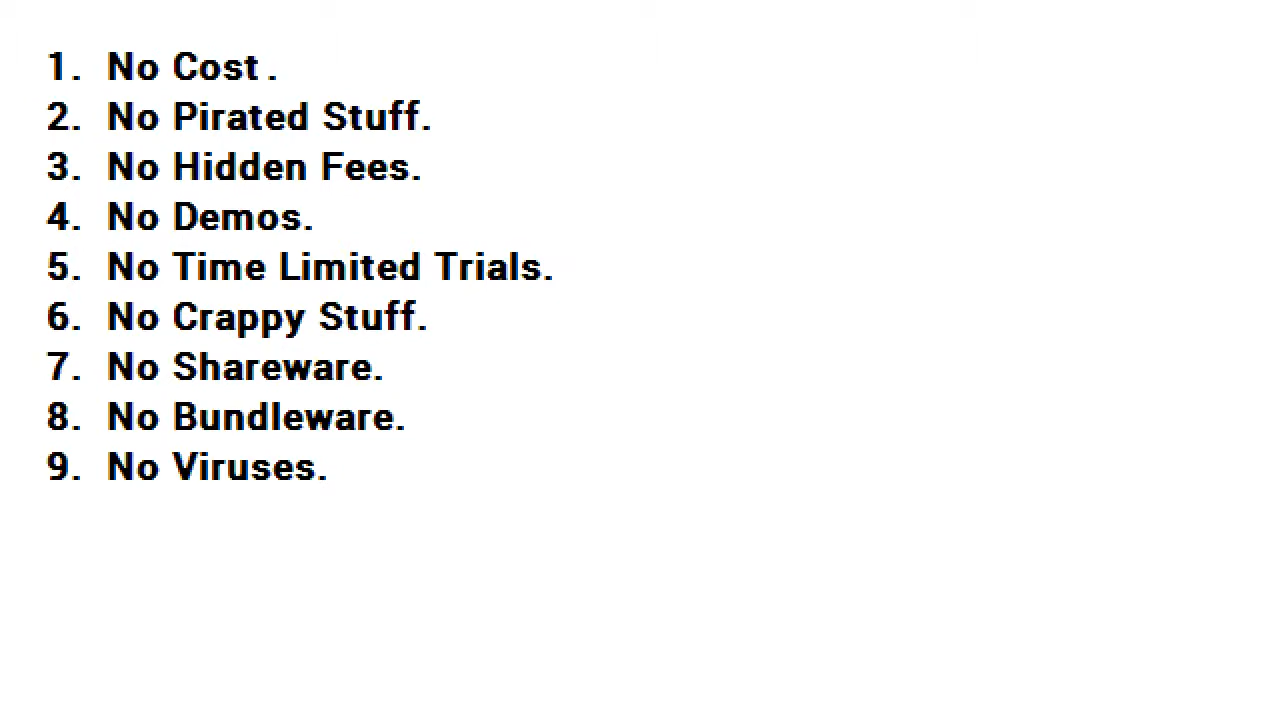 1. No Cost .
2. No Pirated Stuff.
3. No Hidden Fees.
4. No Demos.
5. No Time Limited Trials.
6. No Crappy Stuff.
7. No Shareware.
8. No Bundleware.
9. No Viruses.